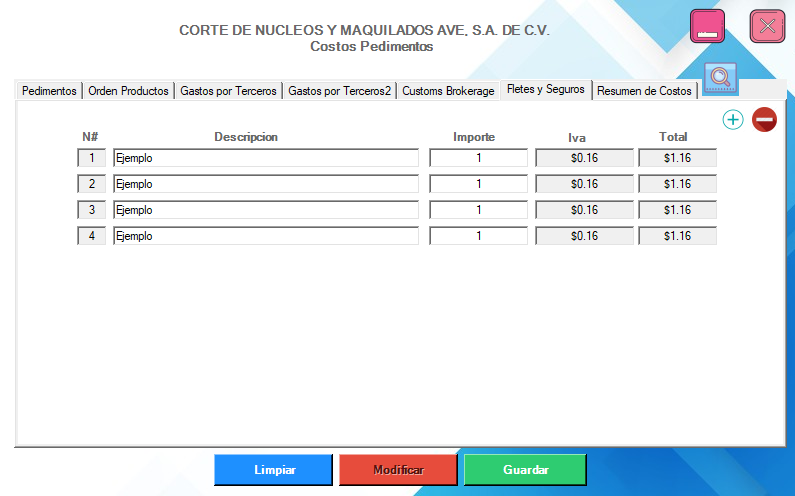 CORTE DE NUCLEOS Y MAQUILADOS AVE, S.A. DE C.V.
Costos Pedimentos
Pedimentos Orden Productos Gastos por Terceros Gastos por Terceros2 Customs Brokerage Fletes y Seguros Resumen de Costos
N# Descripcion Importe Iva Total
1 Ejemplo 1 $0.16 $1.16
2 Ejemplo 1 $0.16 $1.16
3 Ejemplo 1 $0.16 $1.16
4 Ejemplo 1 $0.16 $1.16
Limpiar Modificar Guardar